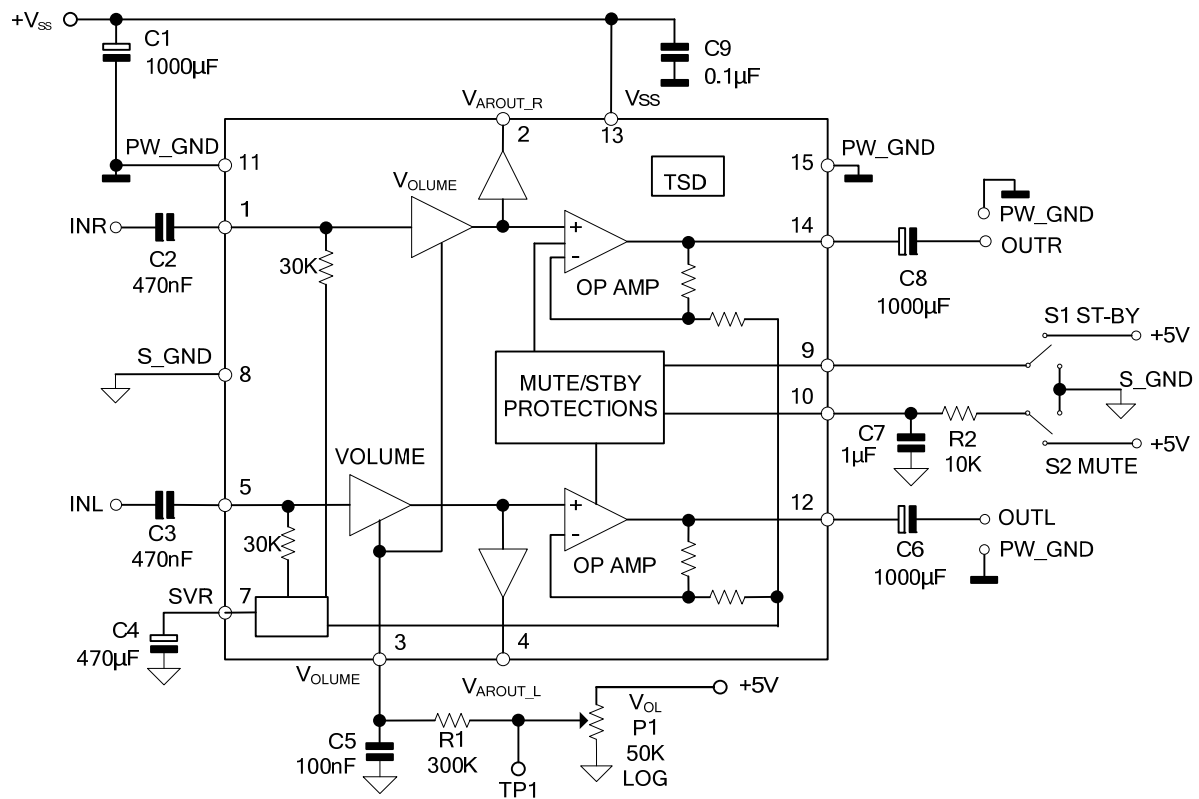 +VSS
C1
1000µF
C9
0.1µF
VAROUT_R
VSS
2
13
PW_GND
11
15
PW_GND
TSD
VOLUME
INR
1
C2
470nF
30K
+
-
OP AMP
14
C8
1000µF
PW_GND
OUTR
S_GND
8
MUTE/STBY
PROTECTIONS
9
10
S1 ST-BY
+5V
S_GND
C7
1µF
R2
10K
+5V
S2 MUTE
VOLUME
INL
5
C3
470nF
30K
+
-
OP AMP
12
C6
1000µF
OUTL
PW_GND
SVR
7
C4
470µF
3
4
VOLUME
VAROUT_L
+5V
VOL
P1
50K
LOG
C5
100nF
R1
300K
TP1